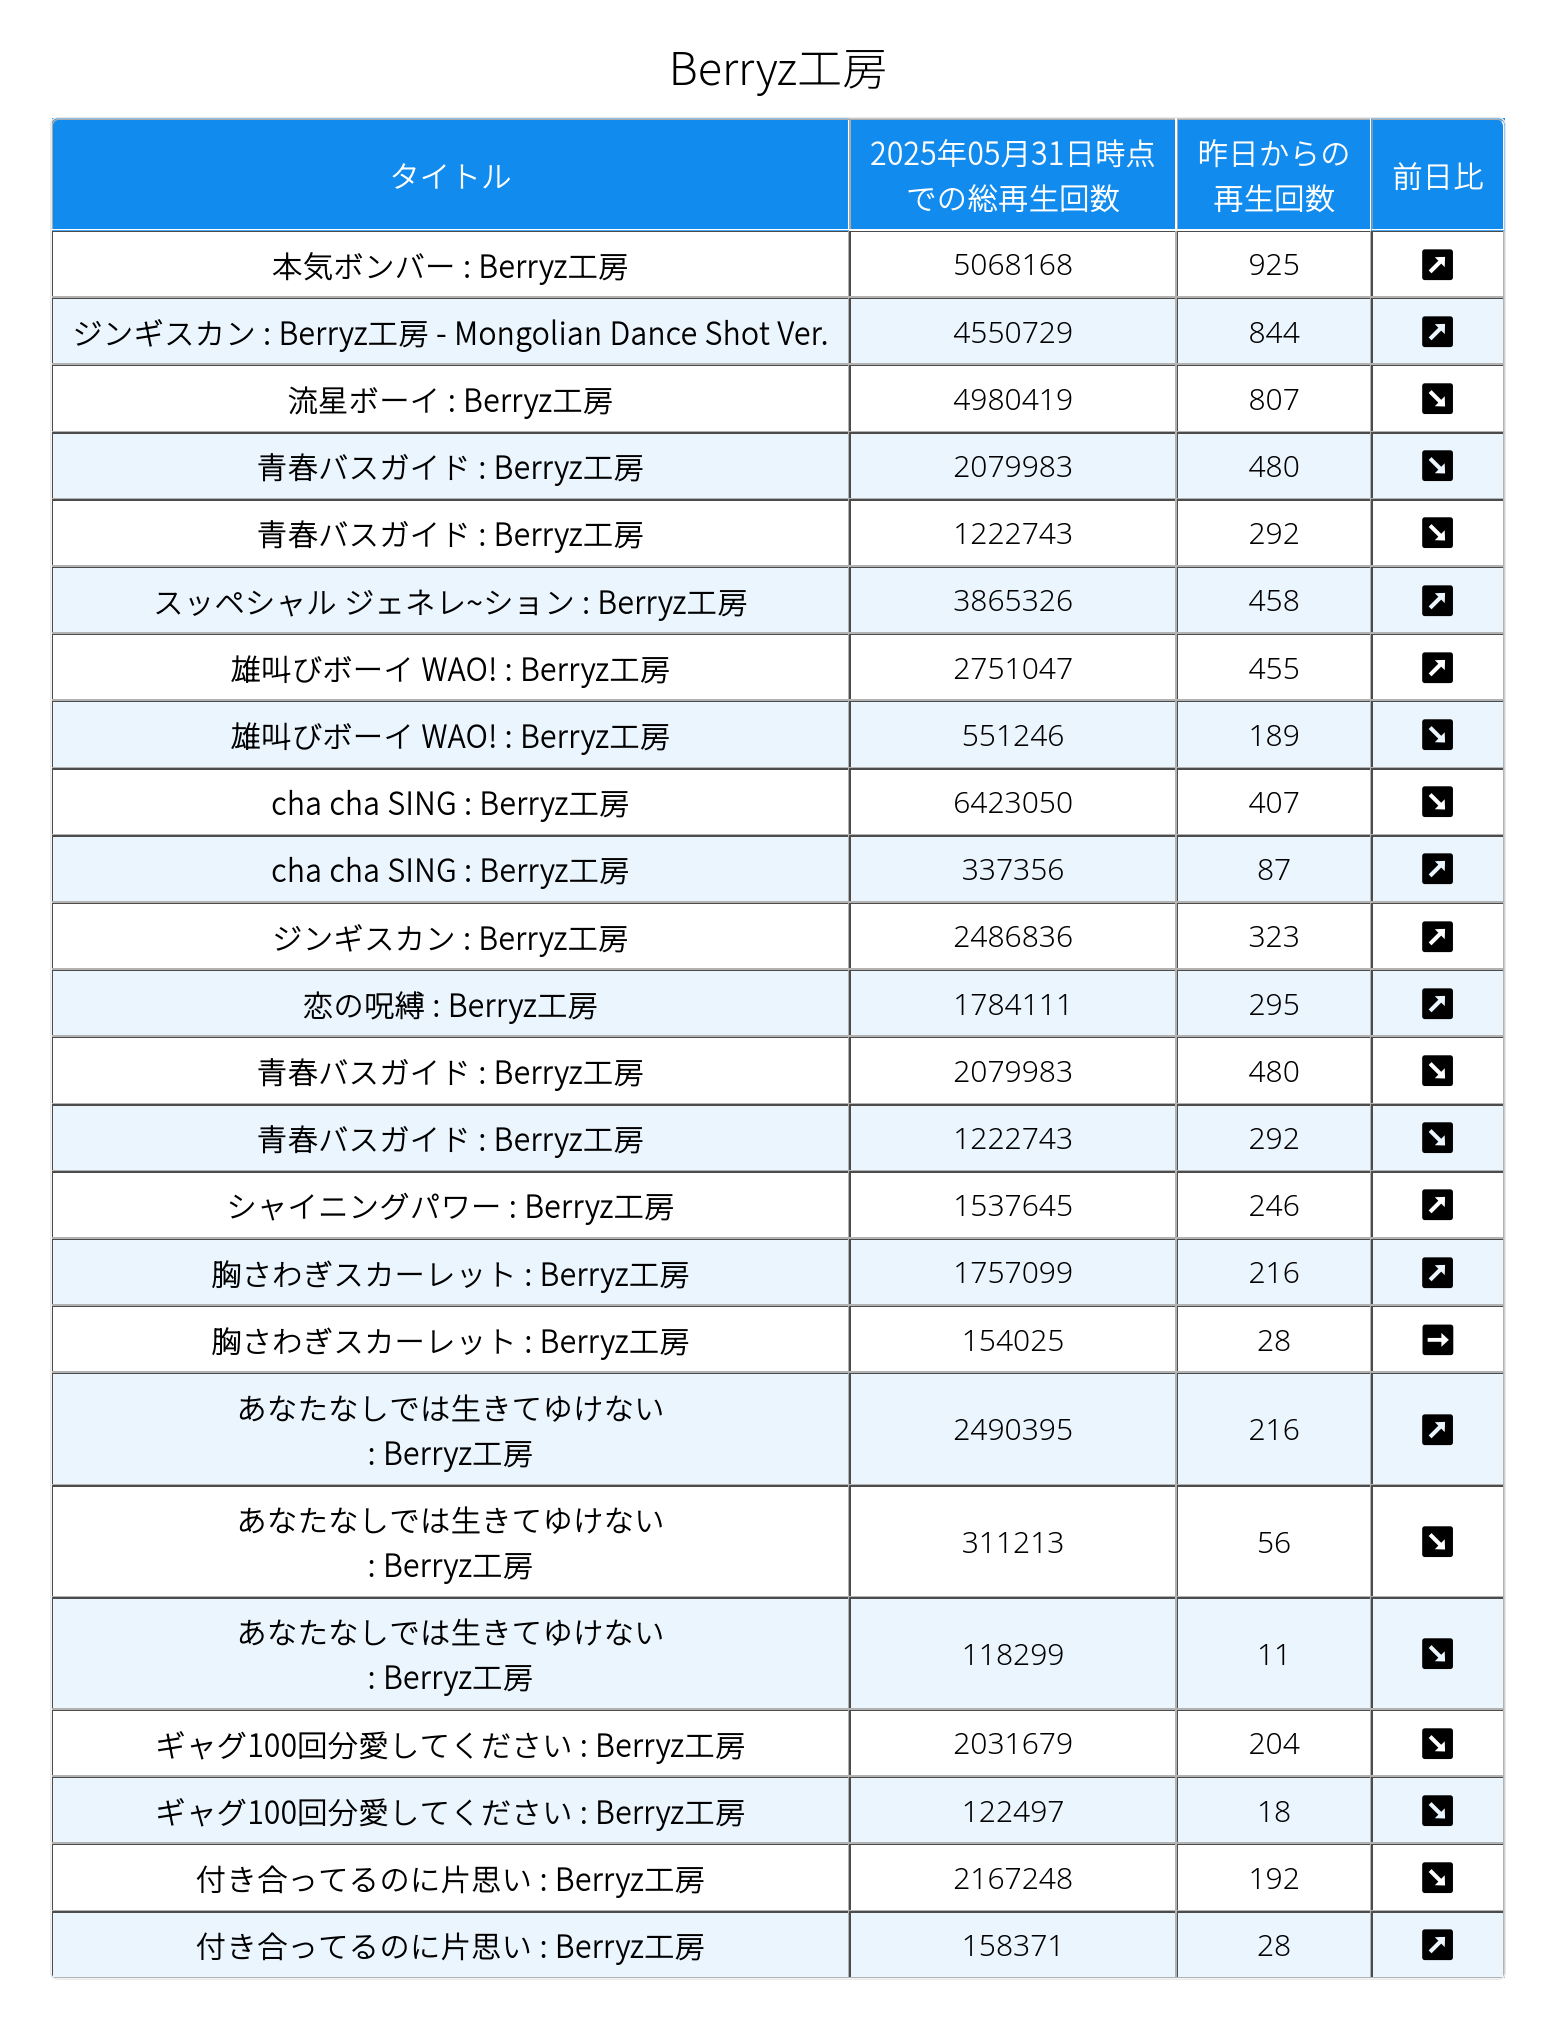 Berryz工房
タイトル
2025年05月31日時点
での総再生回数
昨日からの
再生回数
前日比
本気ボンバー : Berryz工房 5068168 925 ↗
ジンギスカン : Berryz工房 - Mongolian Dance Shot Ver. 4550729 844 ↗
流星ボーイ : Berryz工房 4980419 807 ↘
青春バスガイド : Berryz工房 2079983 480 ↘
青春バスガイド : Berryz工房 1222743 292 ↘
スッペシャル ジェネレ~ション : Berryz工房 3865326 458 ↗
雄叫びボーイ WAO! : Berryz工房 2751047 455 ↗
雄叫びボーイ WAO! : Berryz工房 551246 189 ↘
cha cha SING : Berryz工房 6423050 407 ↘
cha cha SING : Berryz工房 337356 87 ↗
ジンギスカン : Berryz工房 2486836 323 ↗
恋の呪縛 : Berryz工房 1784111 295 ↗
青春バスガイド : Berryz工房 2079983 480 ↘
青春バスガイド : Berryz工房 1222743 292 ↘
シャイニングパワー : Berryz工房 1537645 246 ↗
胸さわぎスカーレット : Berryz工房 1757099 216 ↗
胸さわぎスカーレット : Berryz工房 154025 28 →
あなたなしでは生きてゆけない
: Berryz工房 2490395 216 ↗
あなたなしでは生きてゆけない
: Berryz工房 311213 56 ↘
あなたなしでは生きてゆけない
: Berryz工房 118299 11 ↘
ギャグ100回分愛してください : Berryz工房 2031679 204 ↘
ギャグ100回分愛してください : Berryz工房 122497 18 ↘
付き合ってるのに片思い : Berryz工房 2167248 192 ↘
付き合ってるのに片思い : Berryz工房 158371 28 ↗